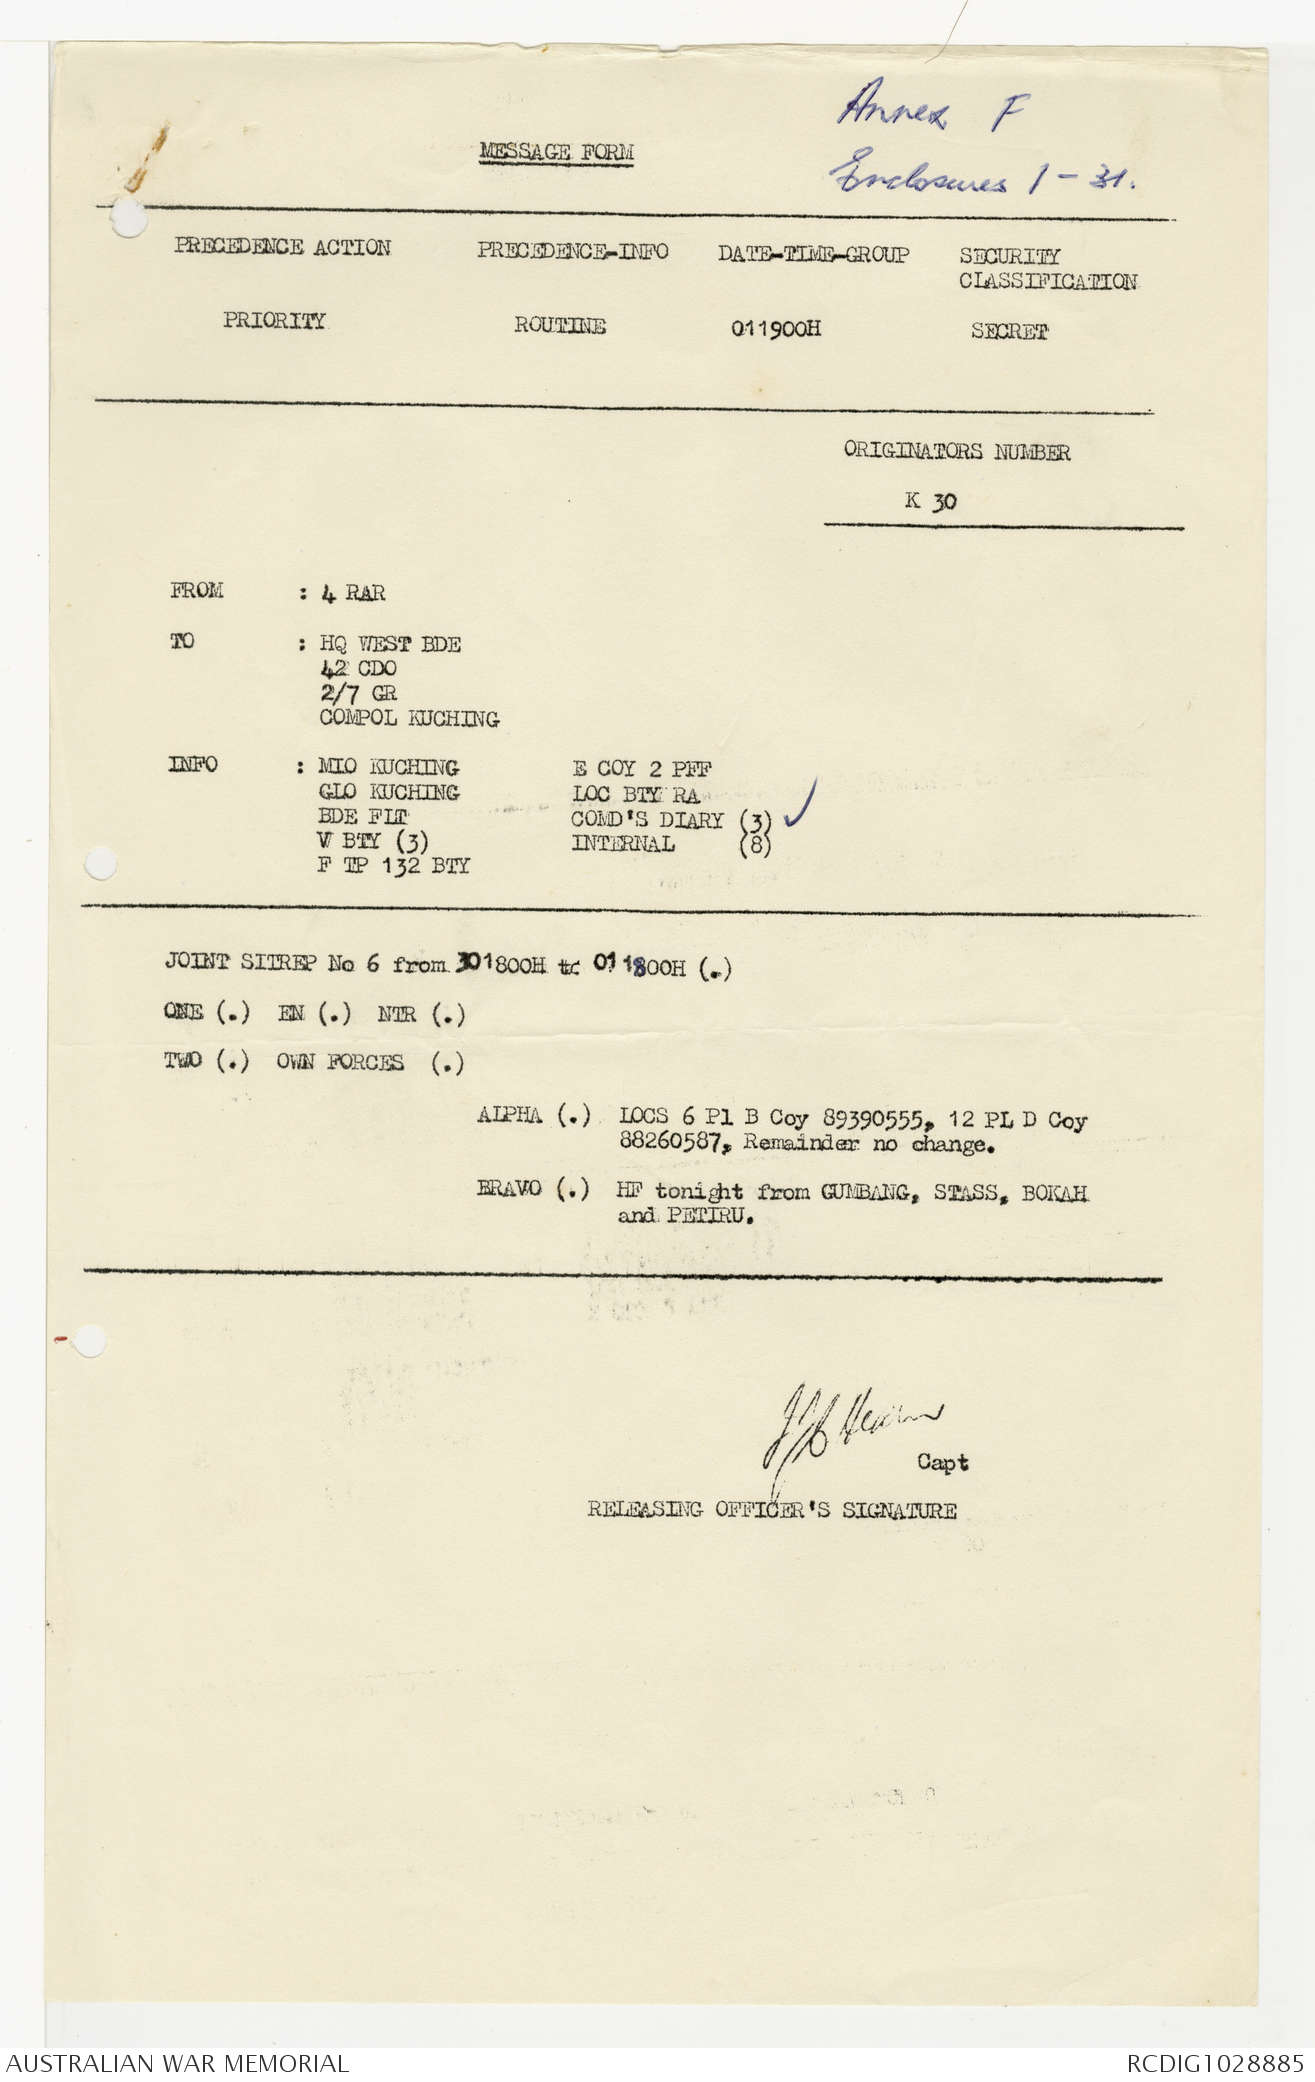 Annex F
Enclosures 1-31.
MESSAGE FORM
PRECEDENCE ACTION PRECEDENCE-INFO DATE-TIME-GROUP SECURITY
CLASSIFICATION
PRIORITY ROUTINE 011900H SECRET
ORIGINATORS NUMBER
K 30
FROM : 4 RAR
TO : HQ WEST BDE
42 CDO
2/7 GR
COMPOL KUCHING
INFO : MIO KUCHING E COY 2 PFF
GLO KUCHING LOC BTY RA
BDE FLT COMD'S DIARY (3)
V BTY (3) INTERNAL (8)
F TP 132 BTY
JOINT SITREP No 6 from 301800H to 011800H (.)
ONE (.) EN (.) NTR (.)
TWO (.) OWN FORCES (.)
ALPHA (.) LOCS 6 Pl B Coy 89390555, 12 PL D Coy
88260587, Remainder no change.
BRAVO (.) HF tonight from GUMBANG, STASS, BOKAH
and PETIRU.
Capt
RELEASING OFFICER'S SIGNATURE
AUSTRALIAN WAR MEMORIAL RCDIG1028885